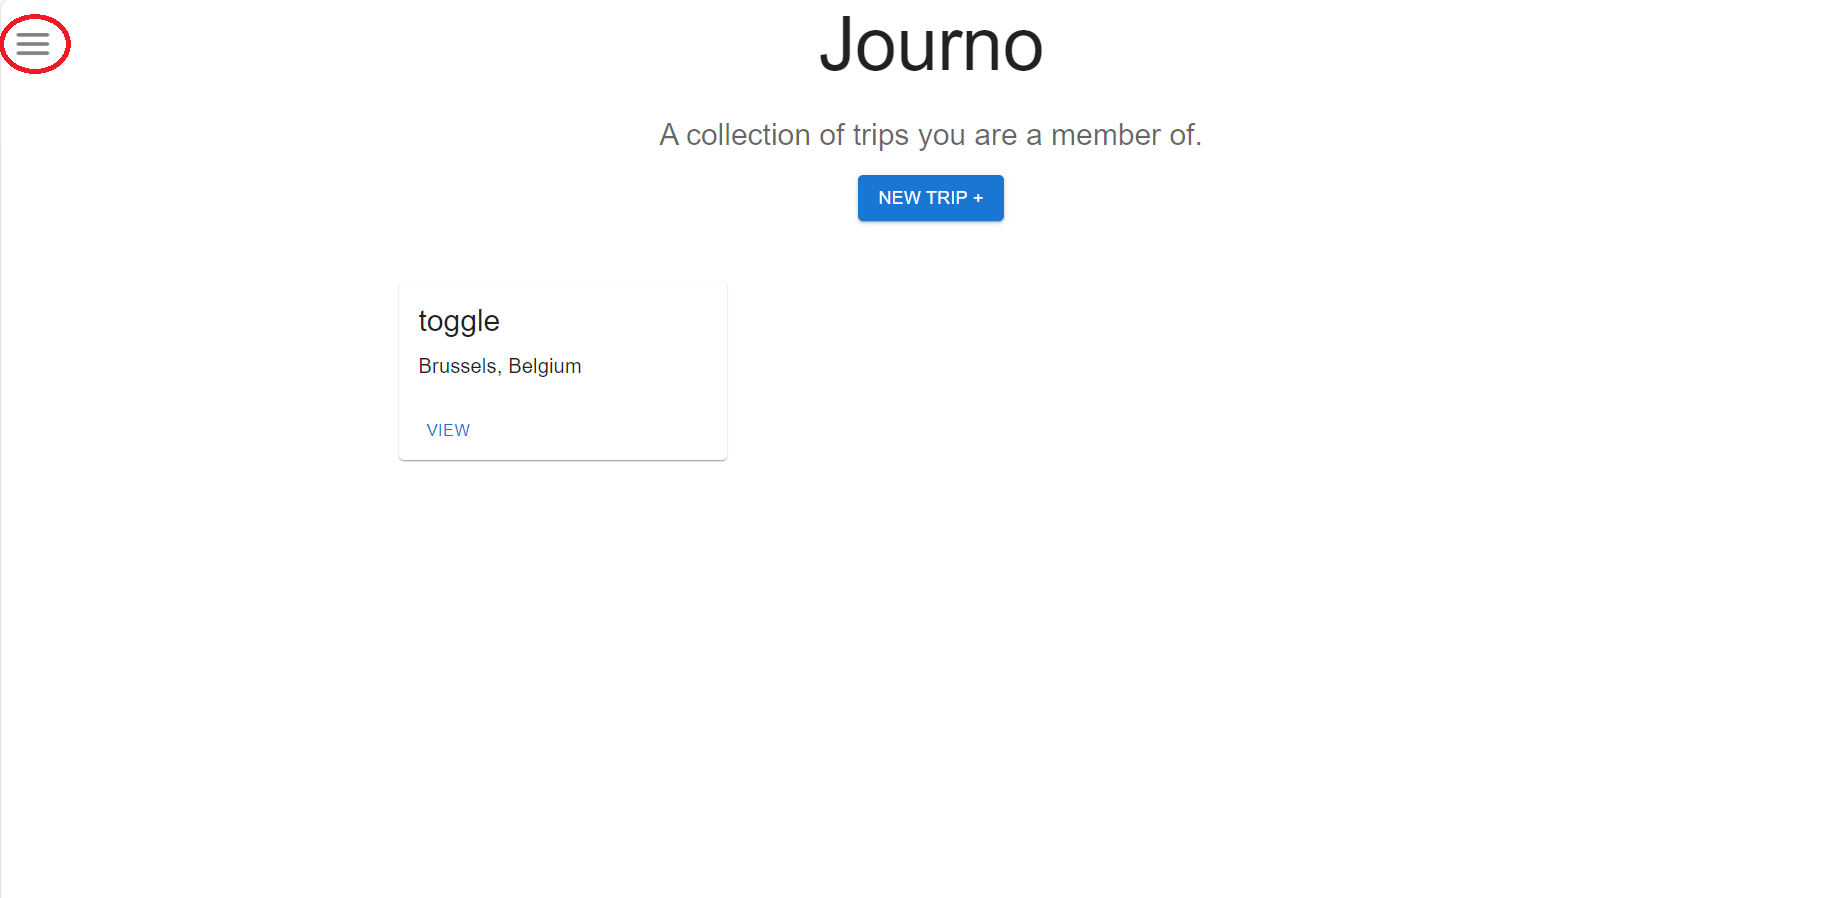 Journo
A collection of trips you are a member of.
NEW TRIP +
toggle
Brussels, Belgium
VIEW